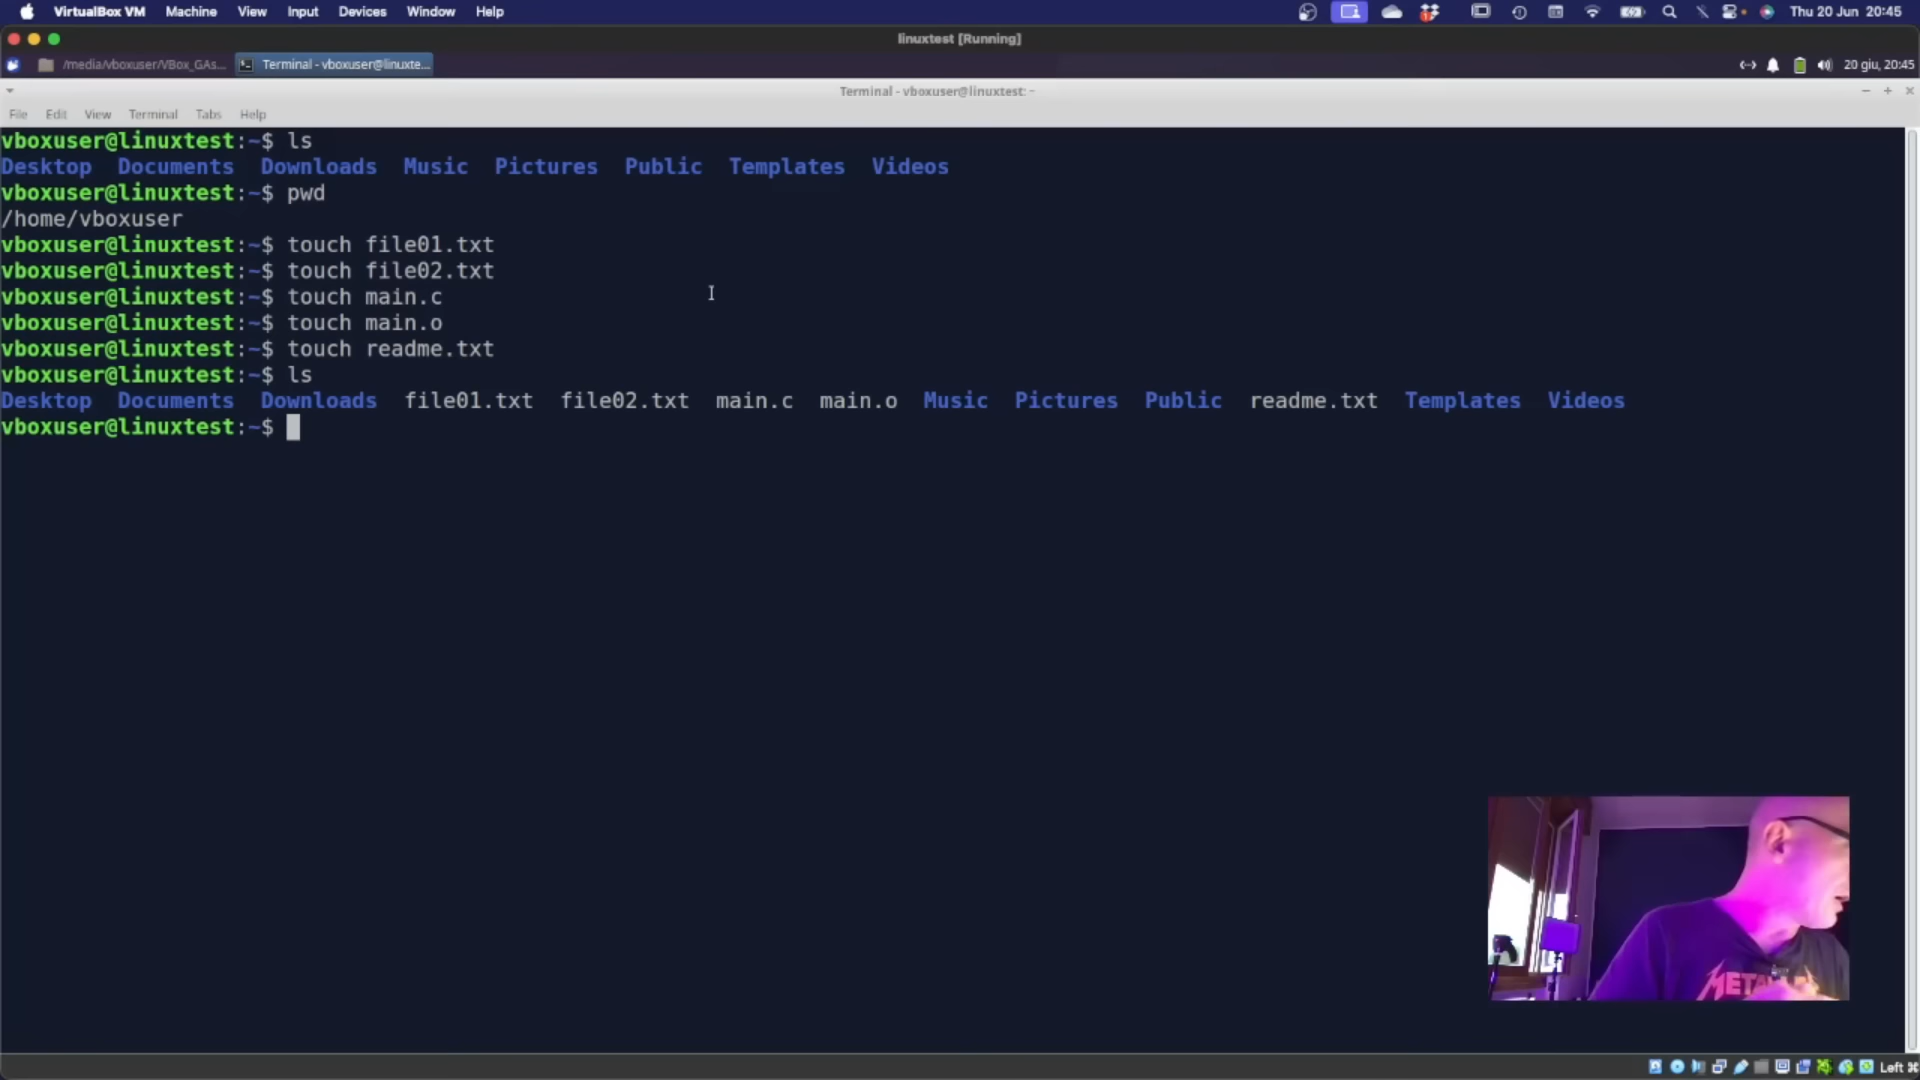 VirtualBox VM Machine View Input Devices Window Help Thu 20 Jun 20:45
linuxtest [Running]
/media/vboxuser/VBox_GAs... Terminal - vboxuser@linuxte... 20 giu, 20:45
Terminal - vboxuser@linuxtest: ~
File Edit View Terminal Tabs Help
vboxuser@linuxtest:~$ ls
Desktop Documents Downloads Music Pictures Public Templates Videos
vboxuser@linuxtest:~$ pwd
/home/vboxuser
vboxuser@linuxtest:~$ touch file01.txt
vboxuser@linuxtest:~$ touch file02.txt
vboxuser@linuxtest:~$ touch main.c
vboxuser@linuxtest:~$ touch main.o
vboxuser@linuxtest:~$ touch readme.txt
vboxuser@linuxtest:~$ ls
Desktop Documents Downloads file01.txt file02.txt main.c main.o Music Pictures Public readme.txt Templates Videos
vboxuser@linuxtest:~$
Left ⌘